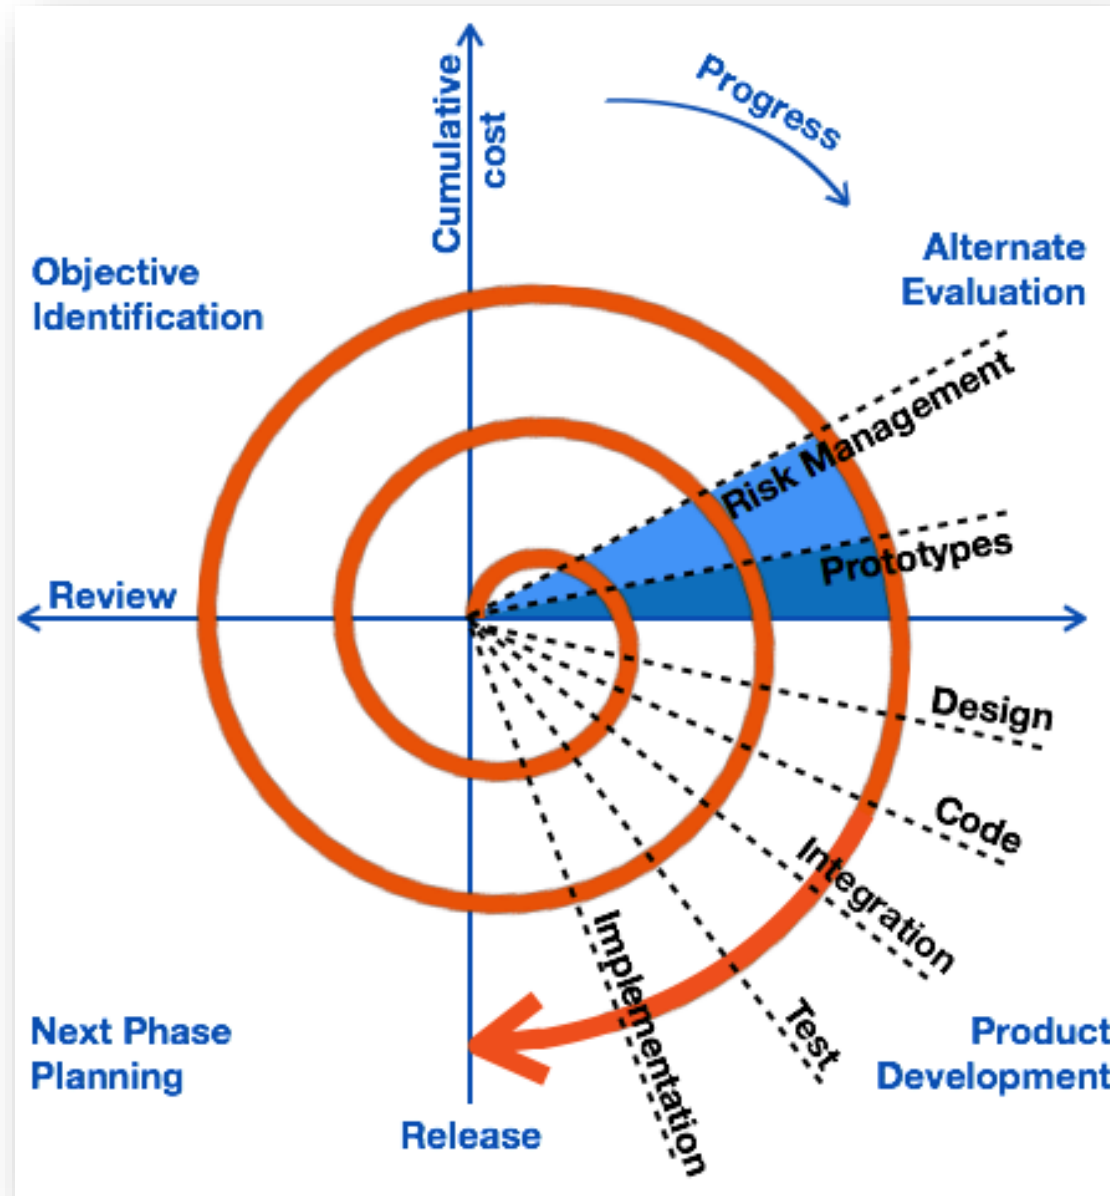 Cumulative
cost
Progress
Objective
Identification
Alternate
Evaluation
Risk Management
Prototypes
Review
Design
Code
Integration
Test
Implementation
Next Phase
Planning
Product
Development
Release